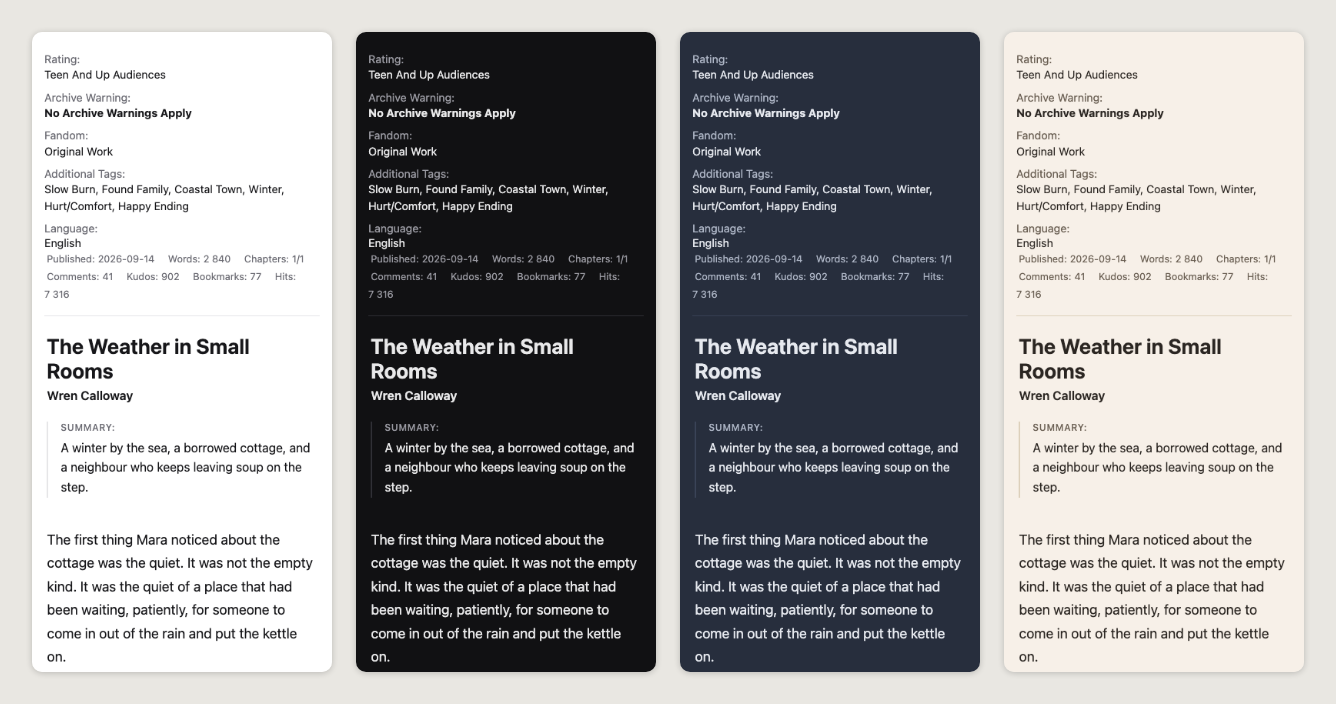 Rating:
Teen And Up Audiences
Archive Warning:
No Archive Warnings Apply
Fandom:
Original Work
Additional Tags:
Slow Burn, Found Family, Coastal Town, Winter,
Hurt/Comfort, Happy Ending
Language:
English
Published: 2026-09-14 Words: 2 840 Chapters: 1/1
Comments: 41 Kudos: 902 Bookmarks: 77 Hits:
7 316
The Weather in Small
Rooms
Wren Calloway
SUMMARY:
A winter by the sea, a borrowed cottage, and
a neighbour who keeps leaving soup on the
step.
The first thing Mara noticed about the
cottage was the quiet. It was not the empty
kind. It was the quiet of a place that had
been waiting, patiently, for someone to
come in out of the rain and put the kettle
on.
Rating:
Teen And Up Audiences
Archive Warning:
No Archive Warnings Apply
Fandom:
Original Work
Additional Tags:
Slow Burn, Found Family, Coastal Town, Winter,
Hurt/Comfort, Happy Ending
Language:
English
Published: 2026-09-14 Words: 2 840 Chapters: 1/1
Comments: 41 Kudos: 902 Bookmarks: 77 Hits:
7 316
The Weather in Small
Rooms
Wren Calloway
SUMMARY:
A winter by the sea, a borrowed cottage, and
a neighbour who keeps leaving soup on the
step.
The first thing Mara noticed about the
cottage was the quiet. It was not the empty
kind. It was the quiet of a place that had
been waiting, patiently, for someone to
come in out of the rain and put the kettle
on.
Rating:
Teen And Up Audiences
Archive Warning:
No Archive Warnings Apply
Fandom:
Original Work
Additional Tags:
Slow Burn, Found Family, Coastal Town, Winter,
Hurt/Comfort, Happy Ending
Language:
English
Published: 2026-09-14 Words: 2 840 Chapters: 1/1
Comments: 41 Kudos: 902 Bookmarks: 77 Hits:
7 316
The Weather in Small
Rooms
Wren Calloway
SUMMARY:
A winter by the sea, a borrowed cottage, and
a neighbour who keeps leaving soup on the
step.
The first thing Mara noticed about the
cottage was the quiet. It was not the empty
kind. It was the quiet of a place that had
been waiting, patiently, for someone to
come in out of the rain and put the kettle
on.
Rating:
Teen And Up Audiences
Archive Warning:
No Archive Warnings Apply
Fandom:
Original Work
Additional Tags:
Slow Burn, Found Family, Coastal Town, Winter,
Hurt/Comfort, Happy Ending
Language:
English
Published: 2026-09-14 Words: 2 840 Chapters: 1/1
Comments: 41 Kudos: 902 Bookmarks: 77 Hits:
7 316
The Weather in Small
Rooms
Wren Calloway
SUMMARY:
A winter by the sea, a borrowed cottage, and
a neighbour who keeps leaving soup on the
step.
The first thing Mara noticed about the
cottage was the quiet. It was not the empty
kind. It was the quiet of a place that had
been waiting, patiently, for someone to
come in out of the rain and put the kettle
on.